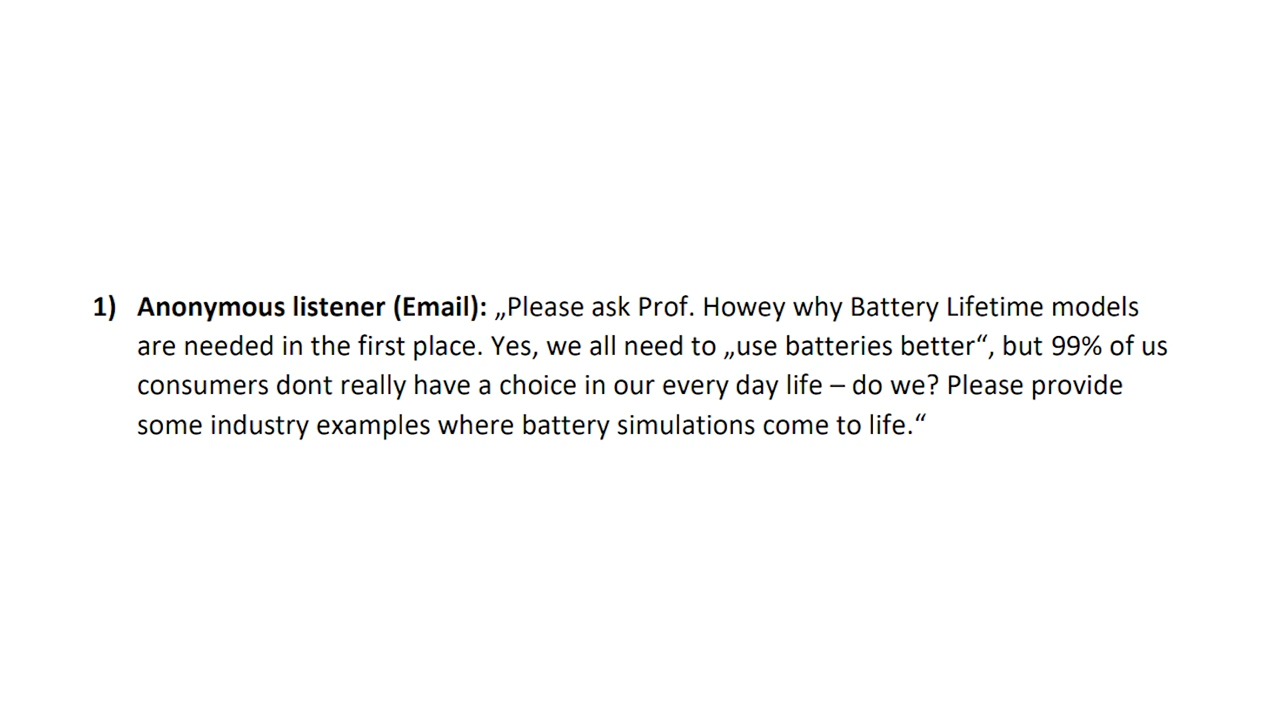 1) Anonymous listener (Email): „Please ask Prof. Howey why Battery Lifetime models
are needed in the first place. Yes, we all need to „use batteries better“, but 99% of us
consumers dont really have a choice in our every day life – do we? Please provide
some industry examples where battery simulations come to life.“